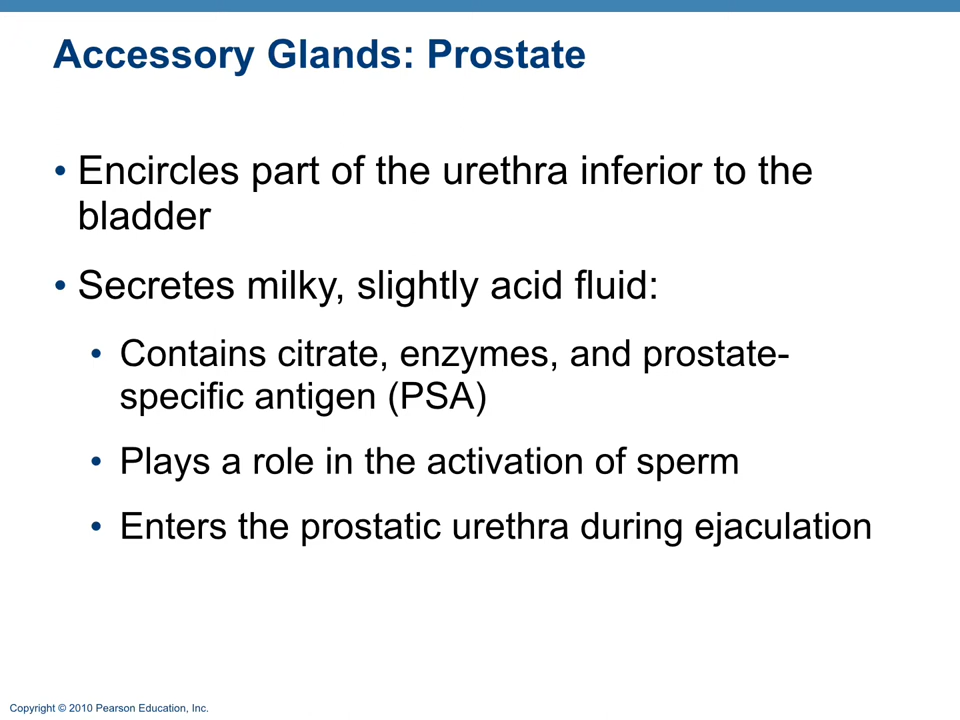 Accessory Glands: Prostate
• Encircles part of the urethra inferior to the
bladder
• Secretes milky, slightly acid fluid:
• Contains citrate, enzymes, and prostate-
specific antigen (PSA)
• Plays a role in the activation of sperm
• Enters the prostatic urethra during ejaculation
Copyright © 2010 Pearson Education, Inc.